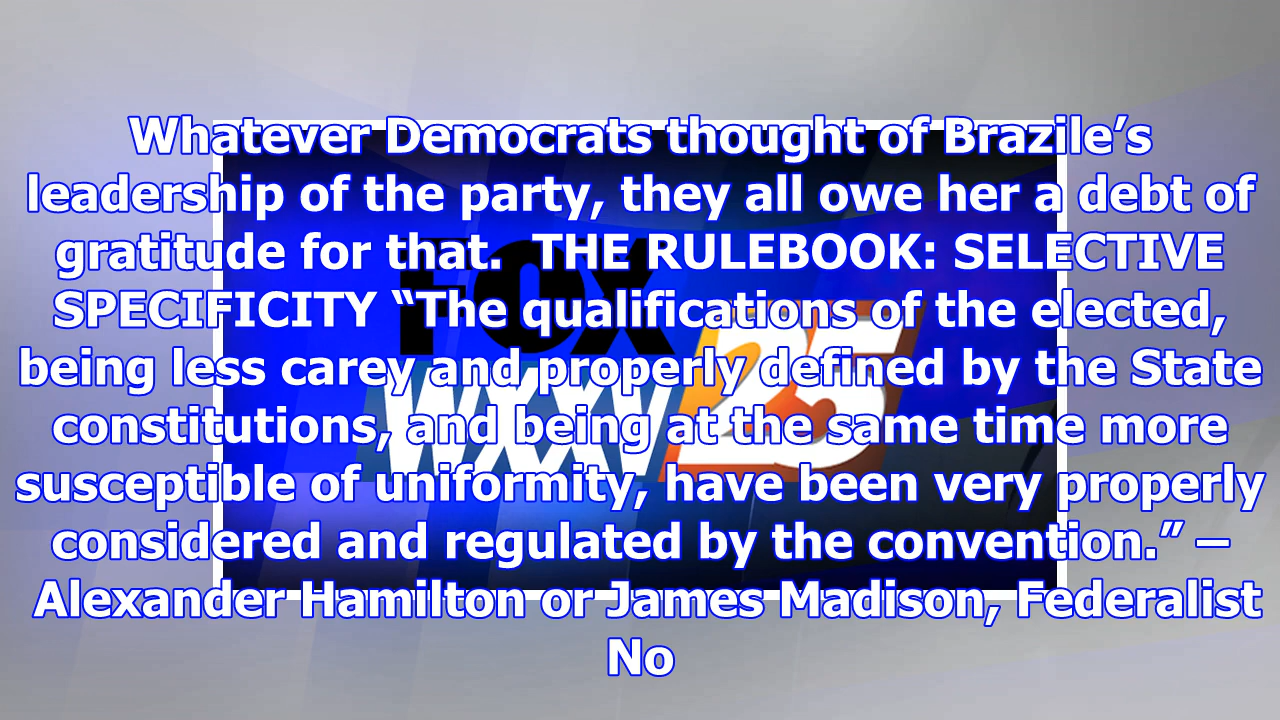 Whatever Democrats thought of Brazile’s
leadership of the party, they all owe her a debt of
gratitude for that.  THE RULEBOOK: SELECTIVE
SPECIFICITY “The qualifications of the elected,
being less carey and properly defined by the State
constitutions, and being at the same time more
susceptible of uniformity, have been very properly
considered and regulated by the convention.” –
Alexander Hamilton or James Madison, Federalist
No
FOX
WXXV 25